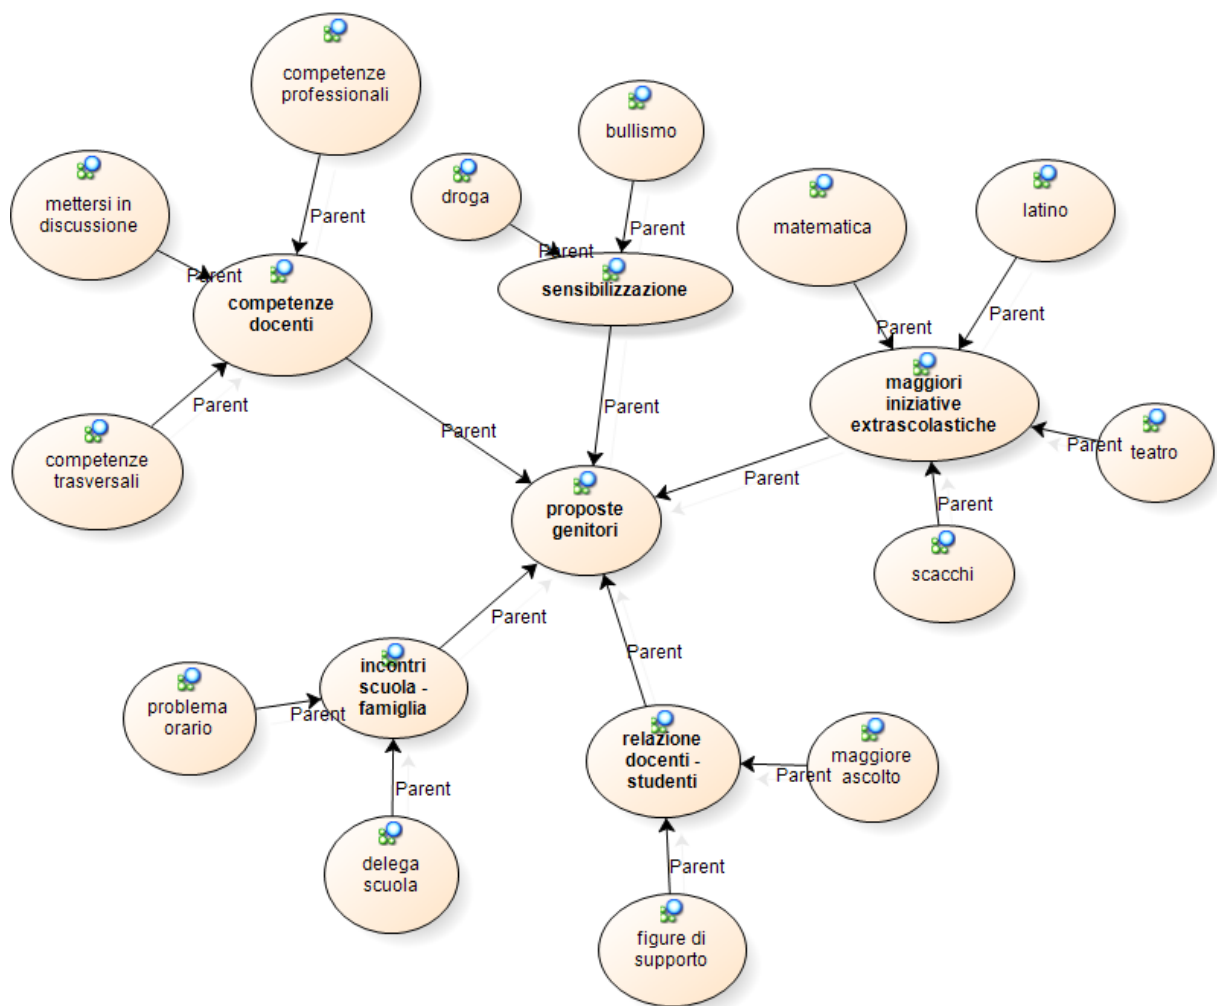 competenze
professionali
bullismo
droga
mettersi in
discussione
matematica
latino
Parent
Parent
Parent
Parent
sensibilizzazione
competenze
docenti
Parent
Parent
maggiori
iniziative
extrascolastiche
Parent
Parent
Parent
Parent
teatro
competenze
trasversali
Parent
Parent
proposte
genitori
scacchi
Parent
Parent
incontri
scuola -
famiglia
problema
orario
Parent
relazione
docenti -
studenti
maggiore
ascolto
Parent
Parent
delega
scuola
Parent
figure di
supporto